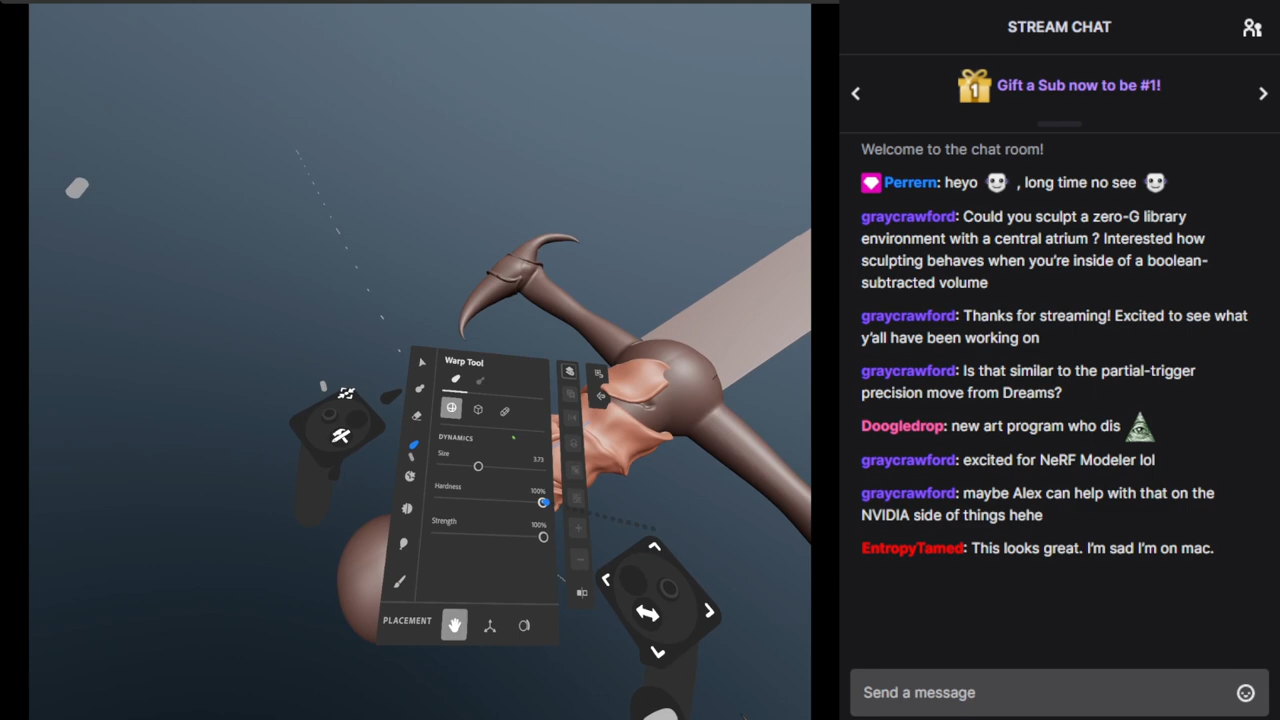 STREAM CHAT
1
Gift a Sub now to be #1!
Welcome to the chat room!
Perrern: heyo , long time no see
graycrawford: Could you sculpt a zero-G library
environment with a central atrium ? Interested how
sculpting behaves when you're inside of a boolean-
subtracted volume
graycrawford: Thanks for streaming! Excited to see what
y'all have been working on
graycrawford: Is that similar to the partial-trigger
precision move from Dreams?
Doogledrop: new art program who dis
graycrawford: excited for NeRF Modeler lol
graycrawford: maybe Alex can help with that on the
NVIDIA side of things hehe
EntropyTamed: This looks great. I'm sad I'm on mac.
Send a message
Warp Tool
DYNAMICS
Size
3.73
Hardness
100%
Strength
100%
PLACEMENT